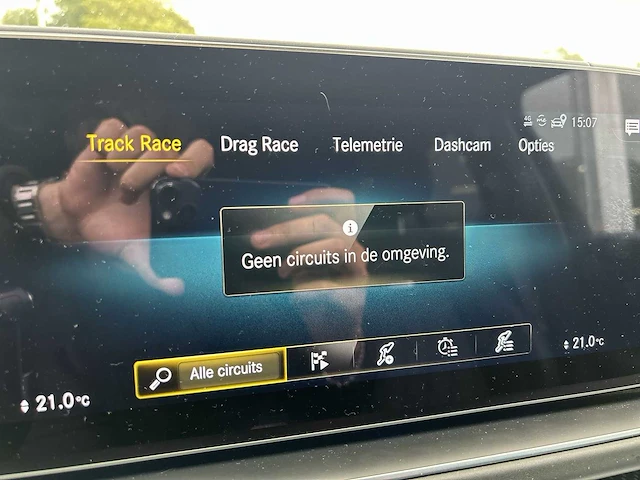 4G 15:07
Track Race Drag Race Telemetrie Dashcam Opties
i
Geen circuits in de omgeving.
Alle circuits
21.0°C 21.0°C